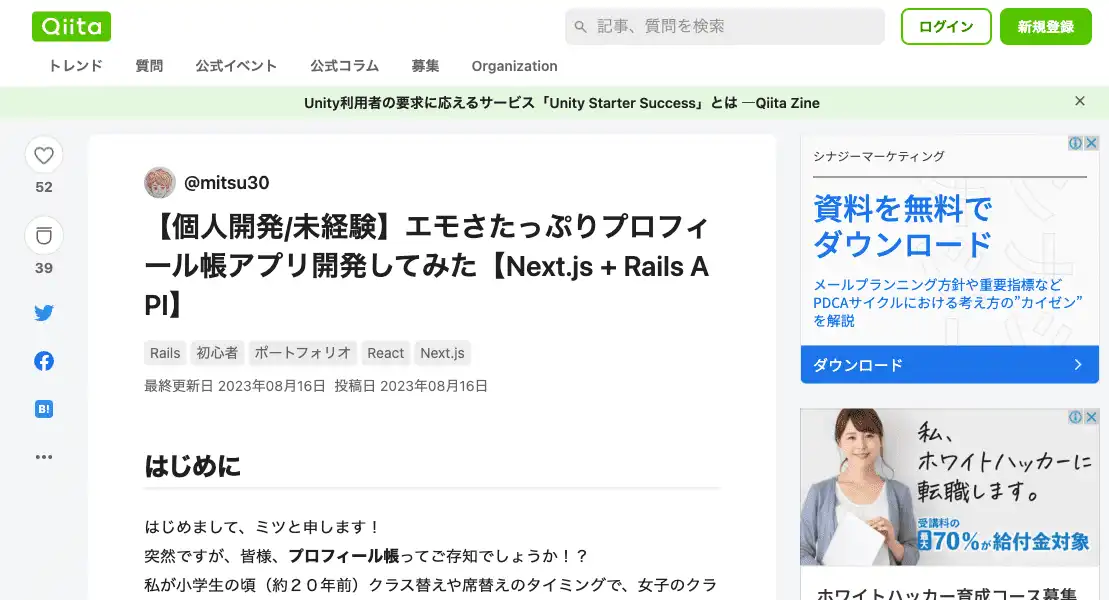 Qiita
記事、質問を検索
ログイン
新規登録
トレンド
質問
公式イベント
公式コラム
募集
Organization
Unity利用者の要求に応えるサービス「Unity Starter Success」とは ―Qiita Zine
52
39
B!
@mitsu30
【個人開発/未経験】エモさたっぷりプロフィ
ール帳アプリ開発してみた【Next.js + Rails A
PI】
Rails
初心者
ポートフォリオ
React
Next.js
最終更新日 2023年08月16日 投稿日 2023年08月16日
はじめに
はじめまして、ミツと申します！
突然ですが、皆様、プロフィール帳ってご存知でしょうか！？
私が小学生の頃（約２０年前）クラス替えや席替えのタイミングで、女子のクラ
シナジーマーケティング
資料を無料で
ダウンロード
メールプランニング方針や重要指標など
PDCAサイクルにおける考え方の”カイゼン”
を解説
ダウンロード
私、
ホワイトハッカーに
転職します。
受講料の
最大70%が給付金対象
ホワイトハッカー育成コース募集